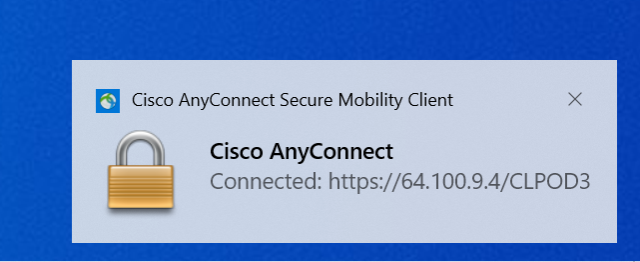 Cisco AnyConnect Secure Mobility Client
Cisco AnyConnect
Connected: https://64.100.9.4/CLPOD3